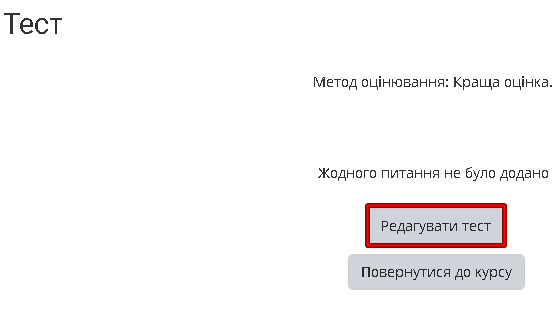 Тест
Метод оцінювання: Краща оцінка.
Жодного питання не було додано
Редагувати тест
Повернутися до курсу